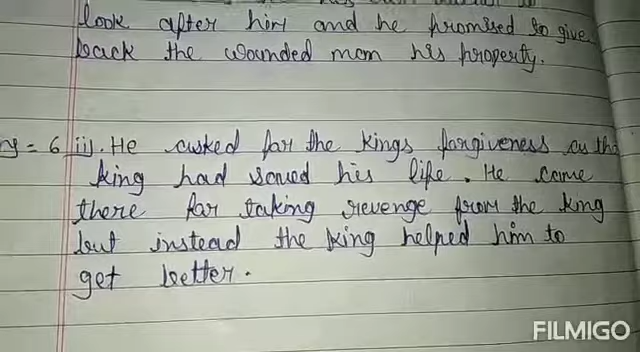 look after him and he promised to give
back the wounded man his property.
y = 6 ii). He asked for the kings forgiveness as the
king had saved his life. He came
there for taking revenge from the king
but instead the king helped him to
get better.
FILMIGO